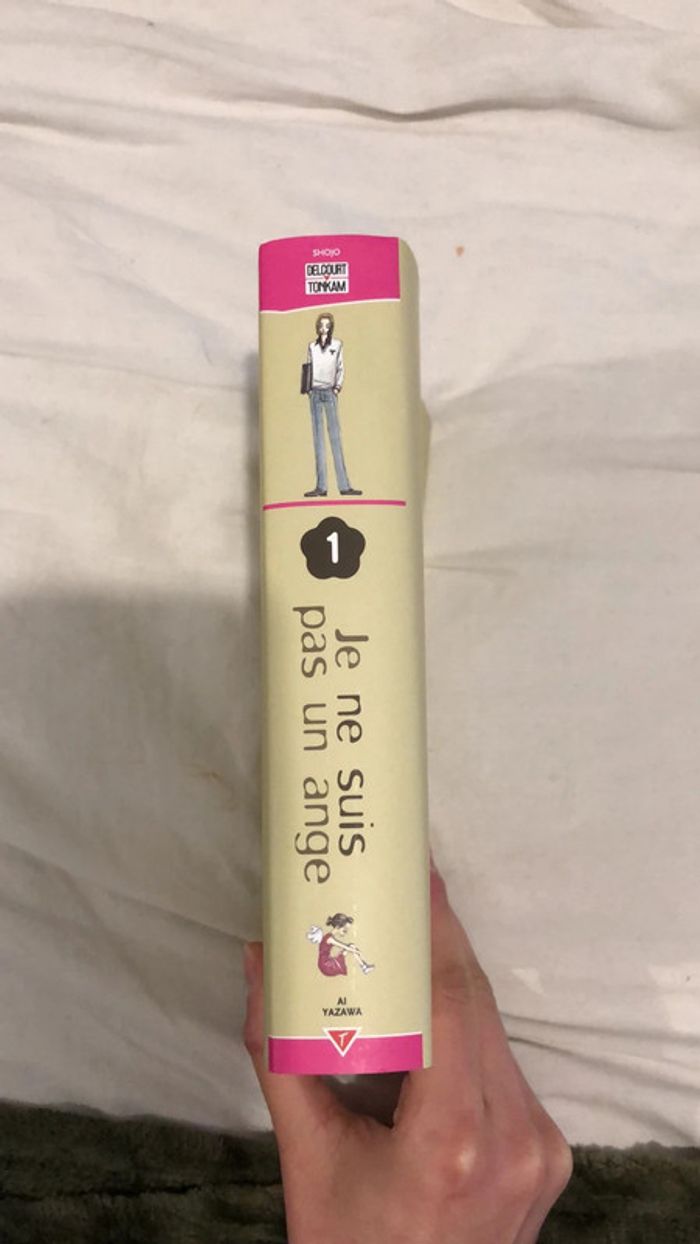 SHOJO
DELCOURT
TONKAM
1
Je ne suis
pas un ange
AI
YAZAWA
T